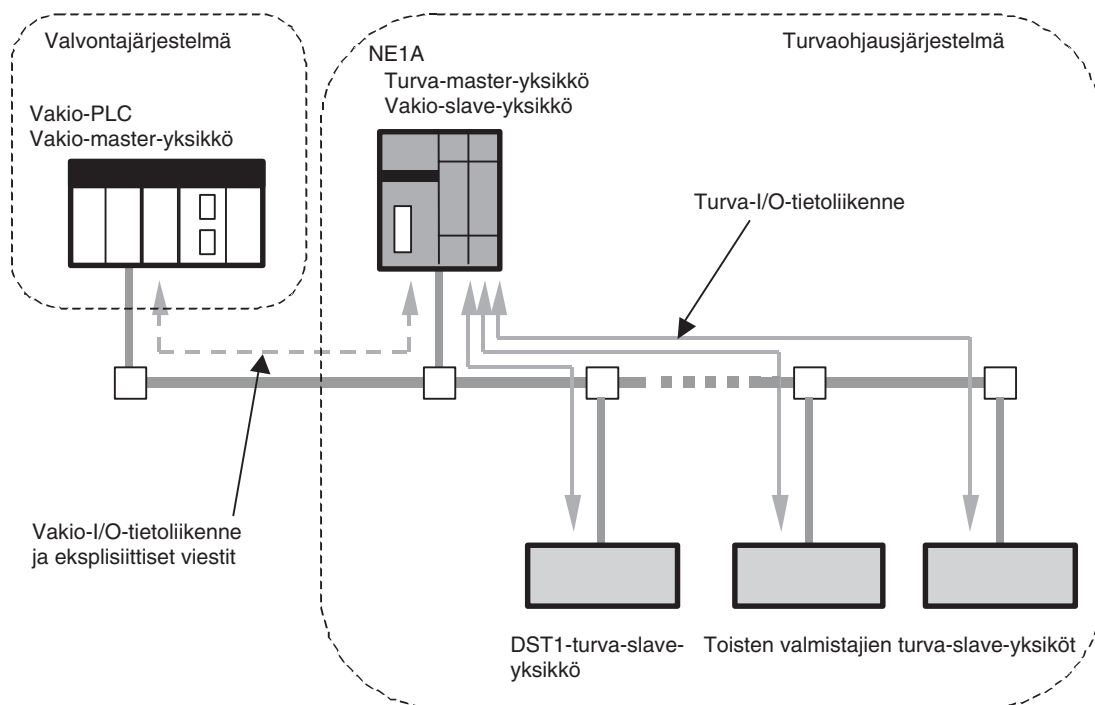 Valvontajärjestelmä
Turvaohjausjärjestelmä
NE1A
Turva-master-yksikkö
Vakio-slave-yksikkö
Vakio-PLC
Vakio-master-yksikkö
Turva-I/O-tietoliikenne
Vakio-I/O-tietoliikenne
ja eksplisiittiset viestit
DST1-turva-slave-
yksikkö
Toisten valmistajien turva-slave-yksiköt